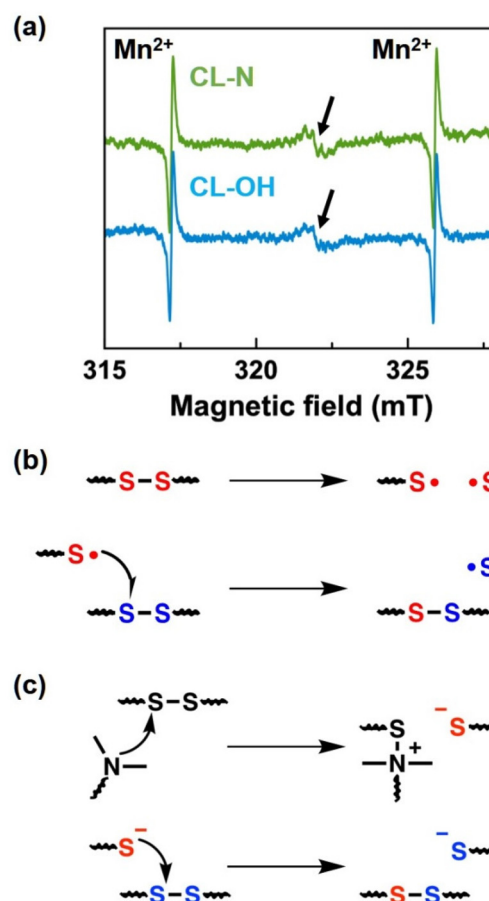 (a)
Mn²⁺ Mn²⁺
CL-N
CL-OH
315 320 325
Magnetic field (mT)
(b)
S–S S• •S
S•
S–S •S
S–S
(c)
S–S
S ⁻S
N N⁺
S⁻ ⁻S
S–S S–S